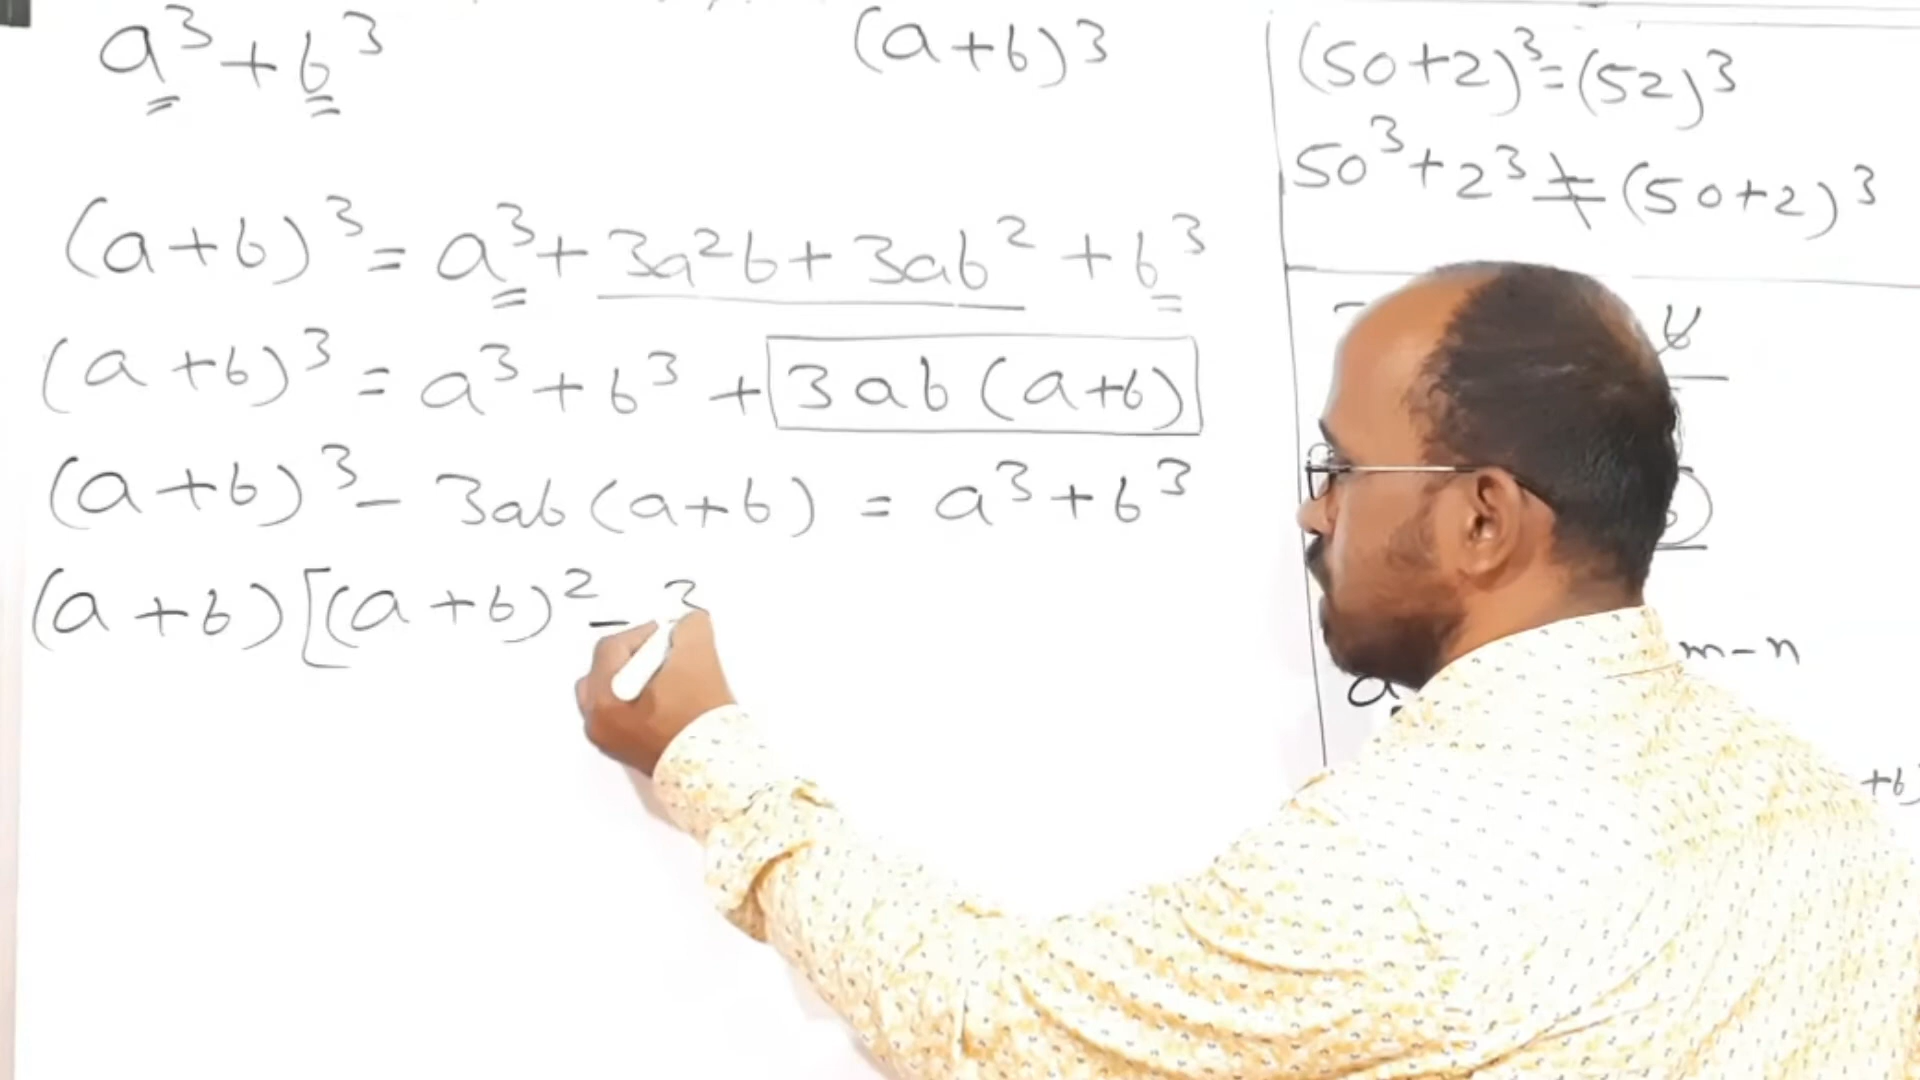 a³+b³
(a+b)³
(a+b)³ = a³+3a²b+3ab²+b³
(a+b)³ = a³+b³+3ab(a+b)
(a+b)³-3ab(a+b) = a³+b³
(a+b)[(a+b)²-3
(50+2)³=(52)³
50³+2³≠(50+2)³
m-n
a
+b)